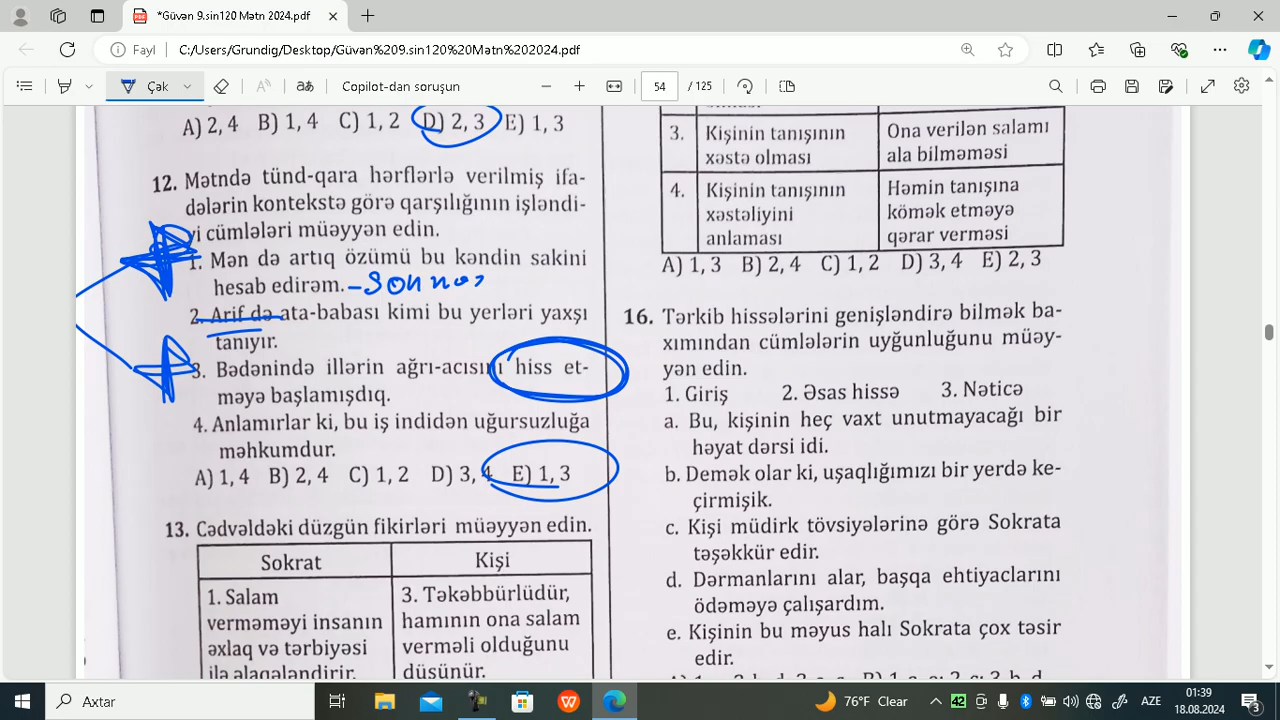 *Güvən 9.sin120 Mətn 2024.pdf
Fayl
C:/Users/Grundig/Desktop/Güvən%209.sin120%20Mətn%202024.pdf
Çək
Copilot-dan soruşun
54 / 125
A) 2, 4 B) 1, 4 C) 1, 2 D) 2, 3 E) 1, 3
12. Mətndə tünd-qara hərflərlə verilmiş ifa-
dələrin kontekstə görə qarşılığının işləndi-
yi cümlələri müəyyən edin.
1. Mən də artıq özümü bu kəndin sakini
hesab edirəm.
2. Arif də ata-babası kimi bu yerləri yaxşı
tanıyır.
3. Bədənində illərin ağrı-acısını hiss et-
məyə başlamışdıq.
4. Anlamırlar ki, bu iş indidən uğursuzluğa
məhkumdur.
A) 1, 4 B) 2, 4 C) 1, 2 D) 3, 4 E) 1, 3
13. Cədvəldəki düzgün fikirləri müəyyən edin.
Sokrat
Kişi
1. Salam
verməməyi insanın
əxlaq və tərbiyəsi
ilə əlaqələndirir.
3. Təkəbbürlüdür,
hamının ona salam
verməli olduğunu
düşünür.
3. Kişinin tanışının
xəstə olması
Ona verilən salamı
ala bilməməsi
4. Kişinin tanışının
xəstəliyini
anlaması
Həmin tanışına
kömək etməyə
qərar verməsi
A) 1, 3 B) 2, 4 C) 1, 2 D) 3, 4 E) 2, 3
16. Tərkib hissələrini genişləndirə bilmək ba-
xımından cümlələrin uyğunluğunu müəy-
yən edin.
1. Giriş 2. Əsas hissə 3. Nəticə
a. Bu, kişinin heç vaxt unutmayacağı bir
həyat dərsi idi.
b. Demək olar ki, uşaqlığımızı bir yerdə ke-
çirmişik.
c. Kişi müdrik tövsiyələrinə görə Sokrata
təşəkkür edir.
d. Dərmanlarını alar, başqa ehtiyaclarını
ödəməyə çalışardım.
e. Kişinin bu məyus halı Sokrata çox təsir
edir.
Axtar
76°F Clear
42
AZE
01:39
18.08.2024
3